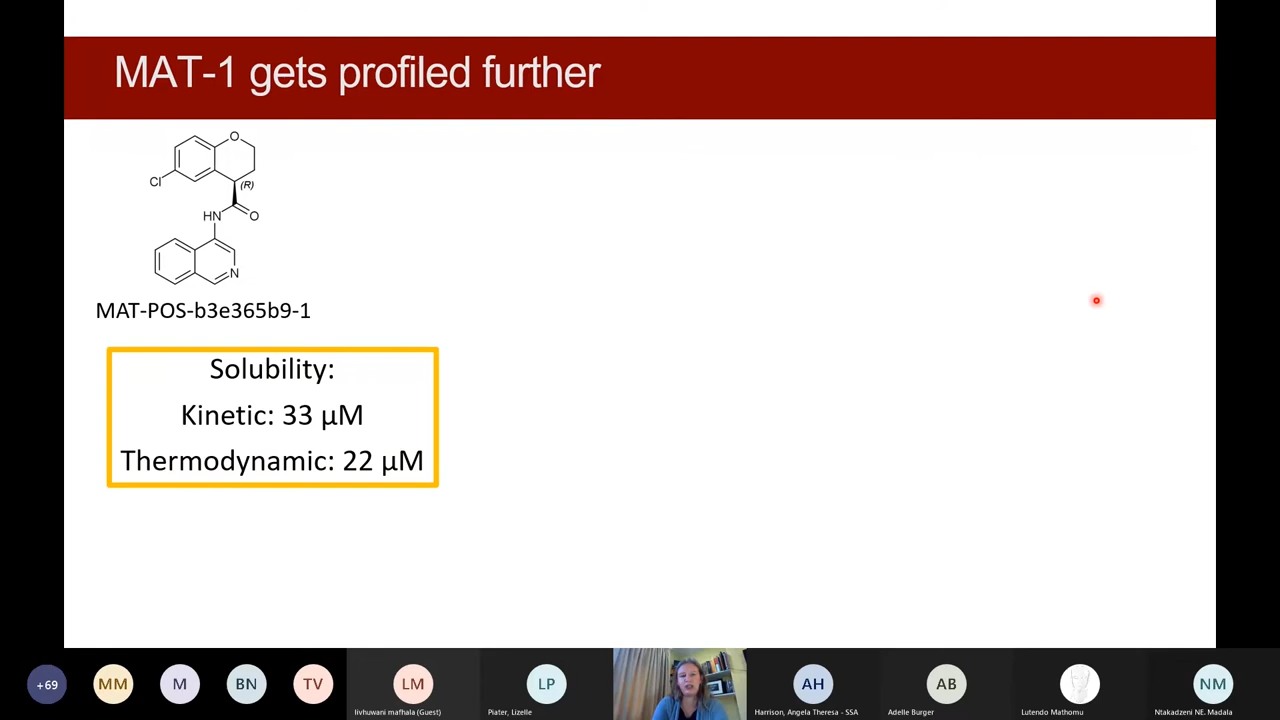 MAT-1 gets profiled further
O
Cl
(R)
HN
O
N
MAT-POS-b3e365b9-1
Solubility:
Kinetic: 33 µM
Thermodynamic: 22 µM
+69
MM
M
BN
TV
LM
LP
AH
AB
NM
livhuwani mafhala (Guest)
Piater, Lizelle
Harrison, Angela Theresa - SSA
Adelle Burger
Lutendo Mathomu
Ntakadzeni NE. Madala